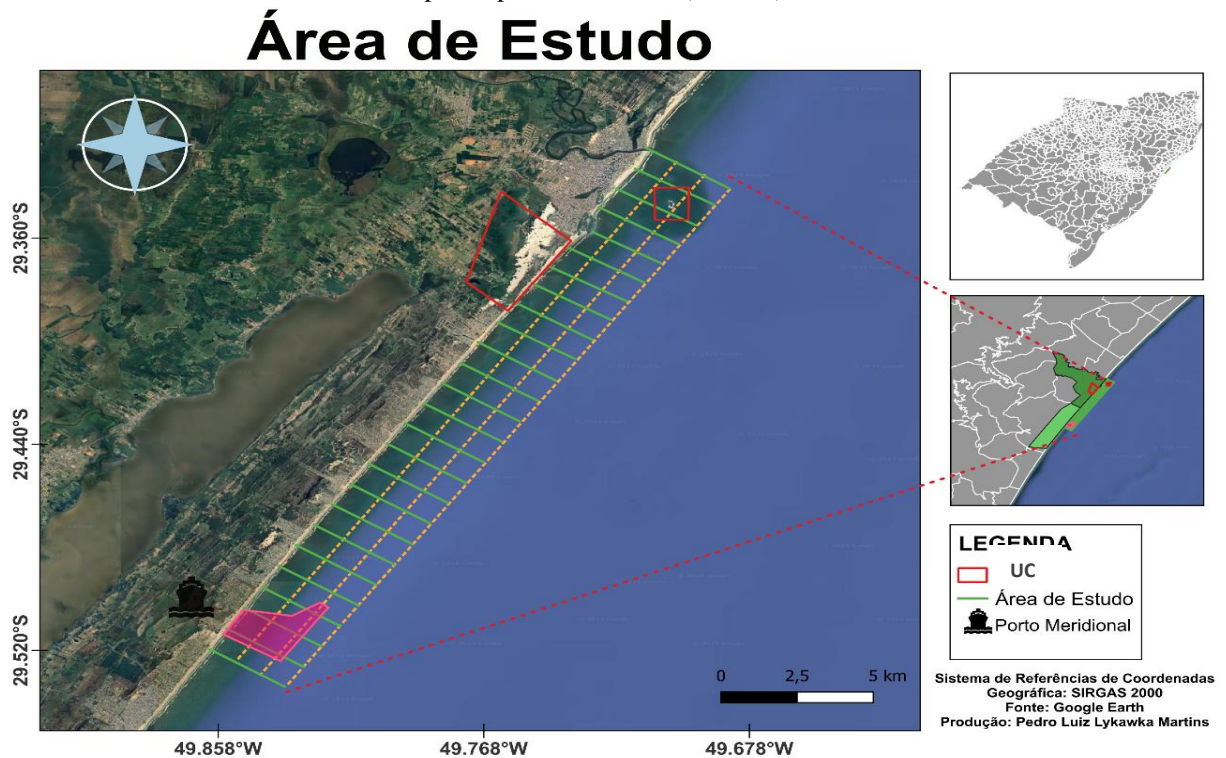 Área de Estudo
29.360°S
29.440°S
29.520°S
49.858°W
49.768°W
49.678°W
0 2,5 5 km
LEGENDA
UC
Área de Estudo
Porto Meridional
Sistema de Referências de Coordenadas
Geográfica: SIRGAS 2000
Fonte: Google Earth
Produção: Pedro Luiz Lykawka Martins